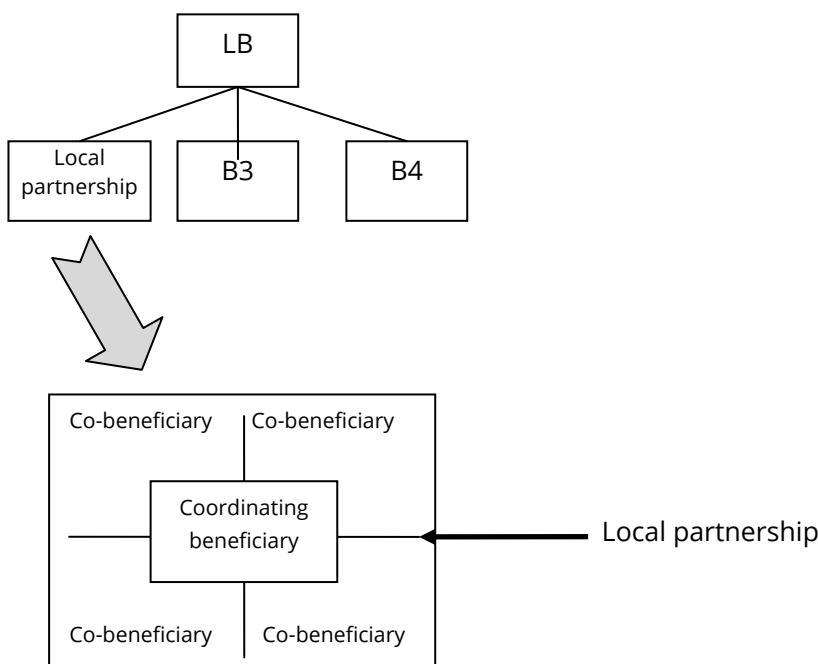 LB
Local
partnership
B3
B4
Co-beneficiary
Co-beneficiary
Coordinating
beneficiary
Local partnership
Co-beneficiary
Co-beneficiary